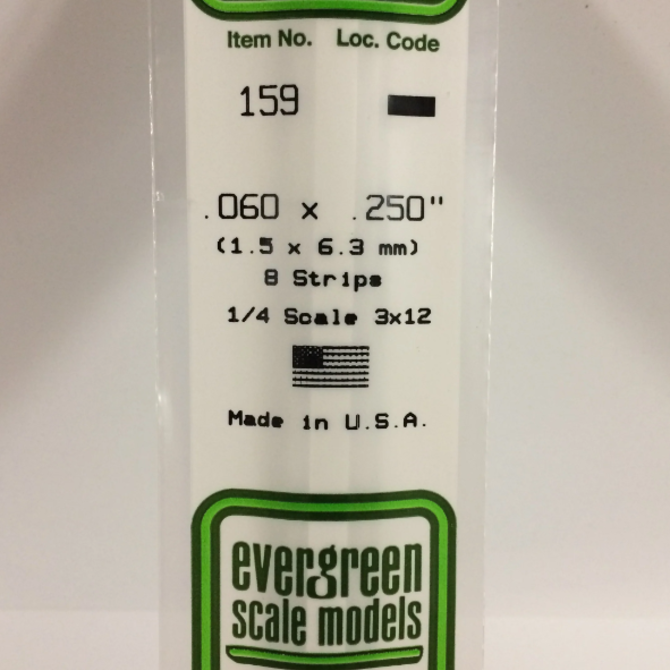 Item No. Loc. Code
159
.060 x .250"
(1.5 x 6.3 mm)
8 Strips
1/4 Scale 3x12
Made in U.S.A.
evergreen
scale models